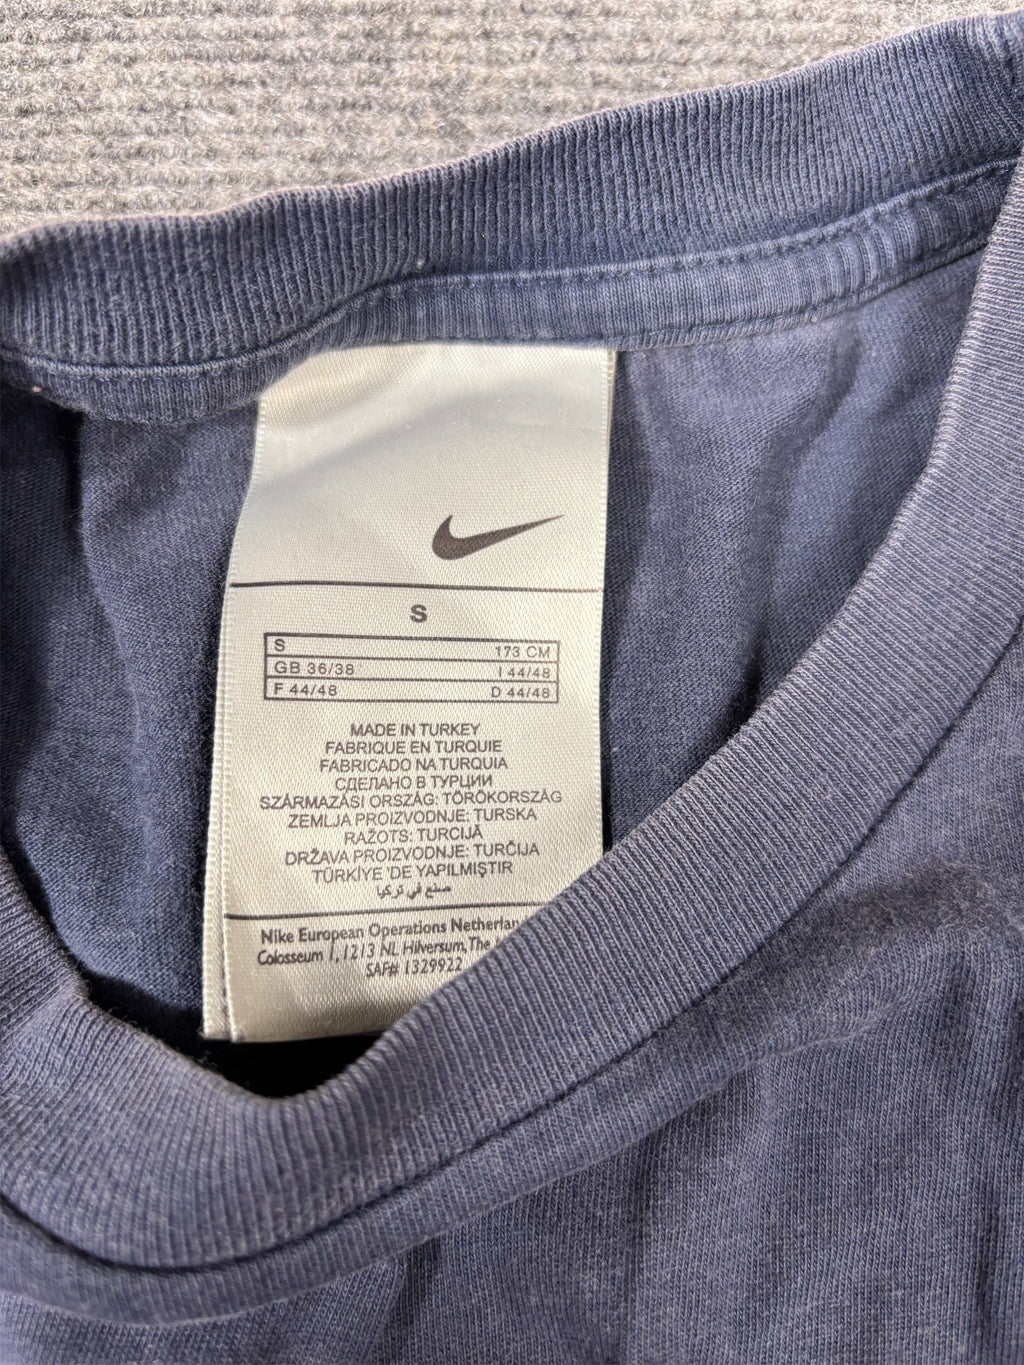 S
S 173 CM
GB 36/38 I 44/48
F 44/48 D 44/48
MADE IN TURKEY
FABRIQUE EN TURQUIE
FABRICADO NA TURQUIA
СДЕЛАНО В ТУРЦИИ
SZÁRMAZÁSI ORSZÁG: TÖRÖKORSZÁG
ZEMLJA PROIZVODNJE: TURSKA
RAŽOTS: TURCIJĀ
DRŽAVA PROIZVODNJE: TURČIJA
TÜRKİYE 'DE YAPILMIŞTIR
صنع في تركيا
Nike European Operations
Colosseum 1, 1213 NL Hilversum, The
SAF# 1329922